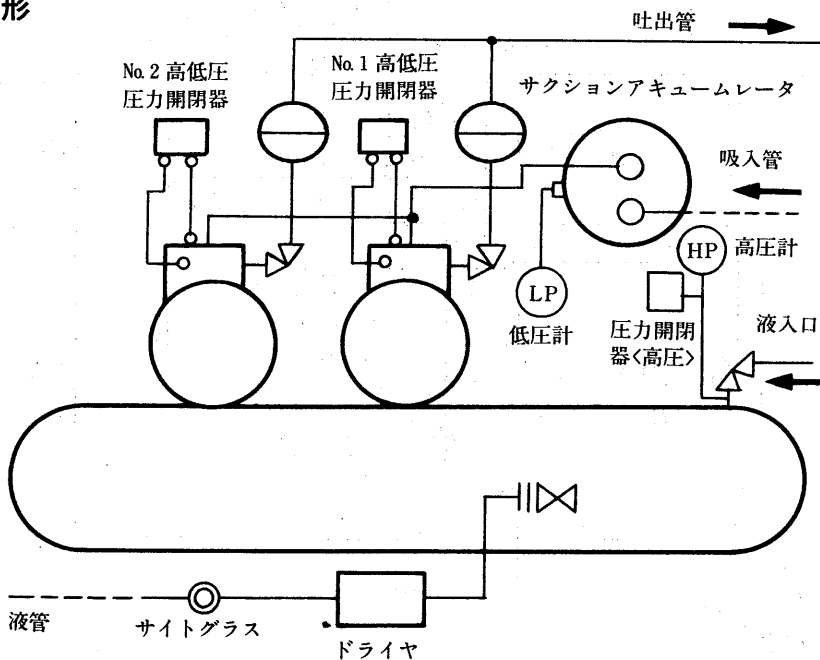 形
吐出管
No.2 高低圧
圧力開閉器
No.1 高低圧
圧力開閉器
サクションアキュームレータ
吸入管
HP
高圧計
LP
低圧計
圧力開閉
器<高圧>
液入口
液管
サイトグラス
ドライヤ